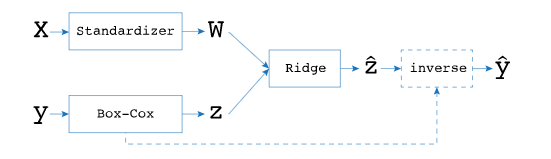 X Standardizer W
Ridge ẑ inverse ŷ
y Box-Cox z